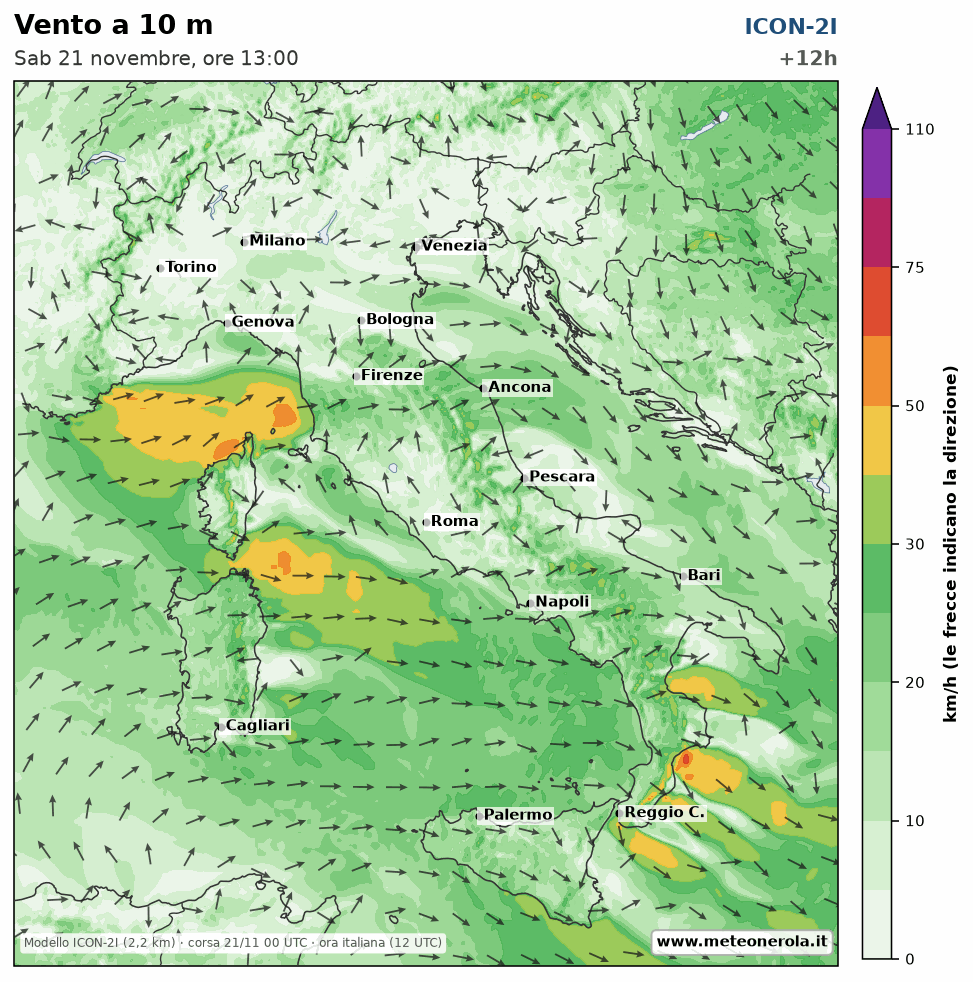 Vento a 10 m
ICON-2I
Sab 21 novembre, ore 13:00
+12h
Milano
Venezia
Torino
Genova
Bologna
Firenze
Ancona
Pescara
Roma
Bari
Napoli
Cagliari
Palermo
Reggio C.
110
75
50
30
20
10
0
km/h (le frecce indicano la direzione)
Modello ICON-2I (2,2 km) · corsa 21/11 00 UTC · ora italiana (12 UTC)
www.meteonerola.it